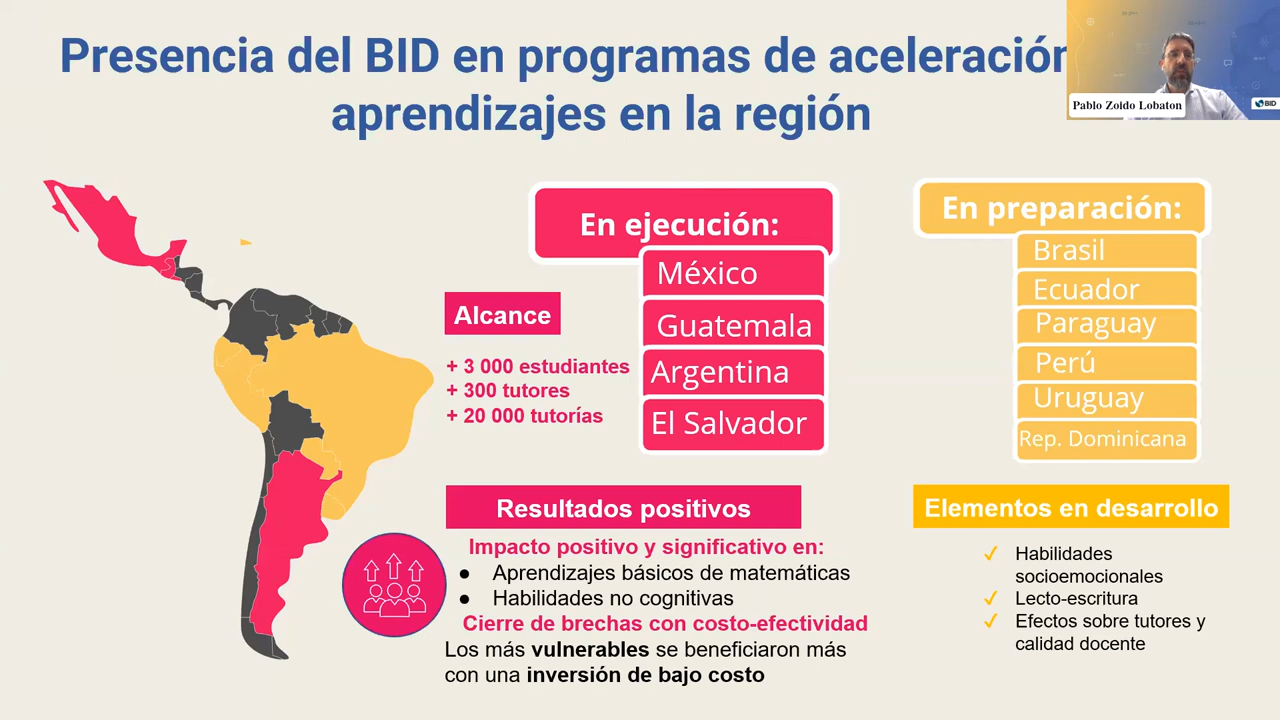 Presencia del BID en programas de aceleración
aprendizajes en la región
Pablo Zoido Lobaton
BID
En ejecución:
México
Guatemala
Argentina
El Salvador
En preparación:
Brasil
Ecuador
Paraguay
Perú
Uruguay
Rep. Dominicana
Alcance
+ 3 000 estudiantes
+ 300 tutores
+ 20 000 tutorías
Resultados positivos
Impacto positivo y significativo en:
● Aprendizajes básicos de matemáticas
● Habilidades no cognitivas
Cierre de brechas con costo-efectividad
Los más vulnerables se beneficiaron más
con una inversión de bajo costo
Elementos en desarrollo
✓ Habilidades
socioemocionales
✓ Lecto-escritura
✓ Efectos sobre tutores y
calidad docente